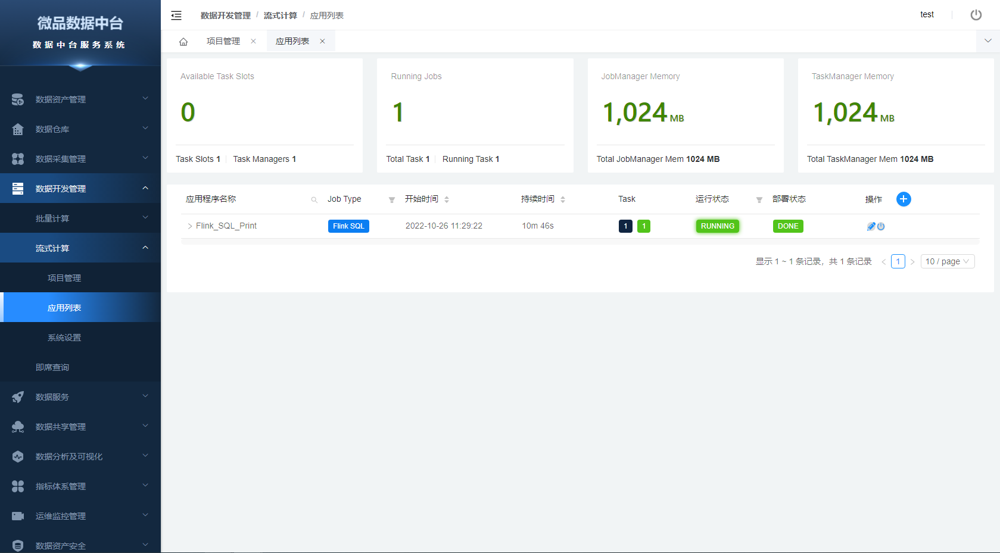 微品数据中台
数据中台服务系统
数据资产管理
数据仓库
数据采集管理
数据开发管理
批量计算
流式计算
项目管理
应用列表
系统设置
即席查询
数据服务
数据共享管理
数据分析及可视化
指标体系管理
运维监控管理
数据资产安全
数据开发管理 / 流式计算 / 应用列表
test
项目管理 应用列表
Available Task Slots
0
Task Slots 1 Task Managers 1
Running Jobs
1
Total Task 1 Running Task 1
JobManager Memory
1,024 MB
Total JobManager Mem 1024 MB
TaskManager Memory
1,024 MB
Total TaskManager Mem 1024 MB
应用程序名称 Job Type 开始时间 持续时间 Task 运行状态 部署状态 操作
Flink_SQL_Print Flink SQL 2022-10-26 11:29:22 10m 46s 1 1 RUNNING DONE
显示 1 ~ 1 条记录，共 1 条记录 < 1 > 10 / page